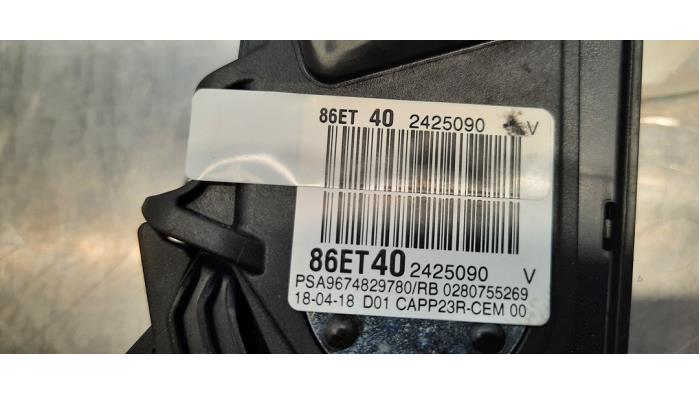 86ET 40 2425090 V
86ET40 2425090 V
PSA9674829780/RB 0280755269
18-04-18 D01 CAPP23R-CEM 00